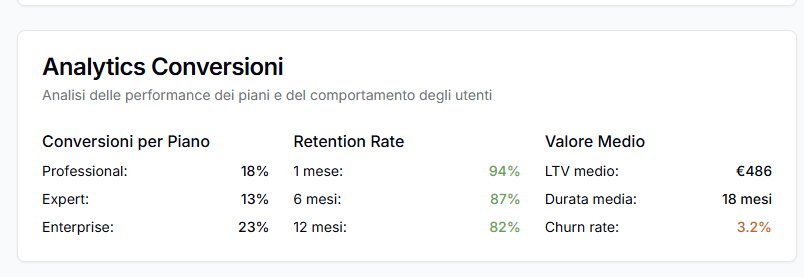 Analytics Conversioni
Analisi delle performance dei piani e del comportamento degli utenti
Conversioni per Piano
Professional: 18%
Expert: 13%
Enterprise: 23%
Retention Rate
1 mese: 94%
6 mesi: 87%
12 mesi: 82%
Valore Medio
LTV medio: €486
Durata media: 18 mesi
Churn rate: 3.2%